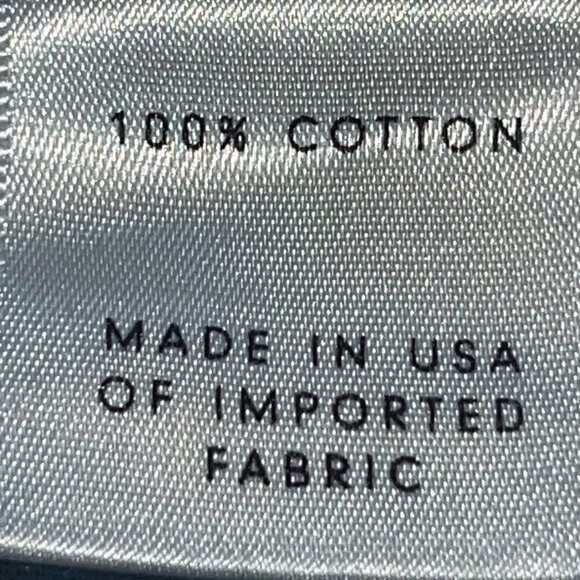 100% COTTON
MADE IN USA
OF IMPORTED
FABRIC